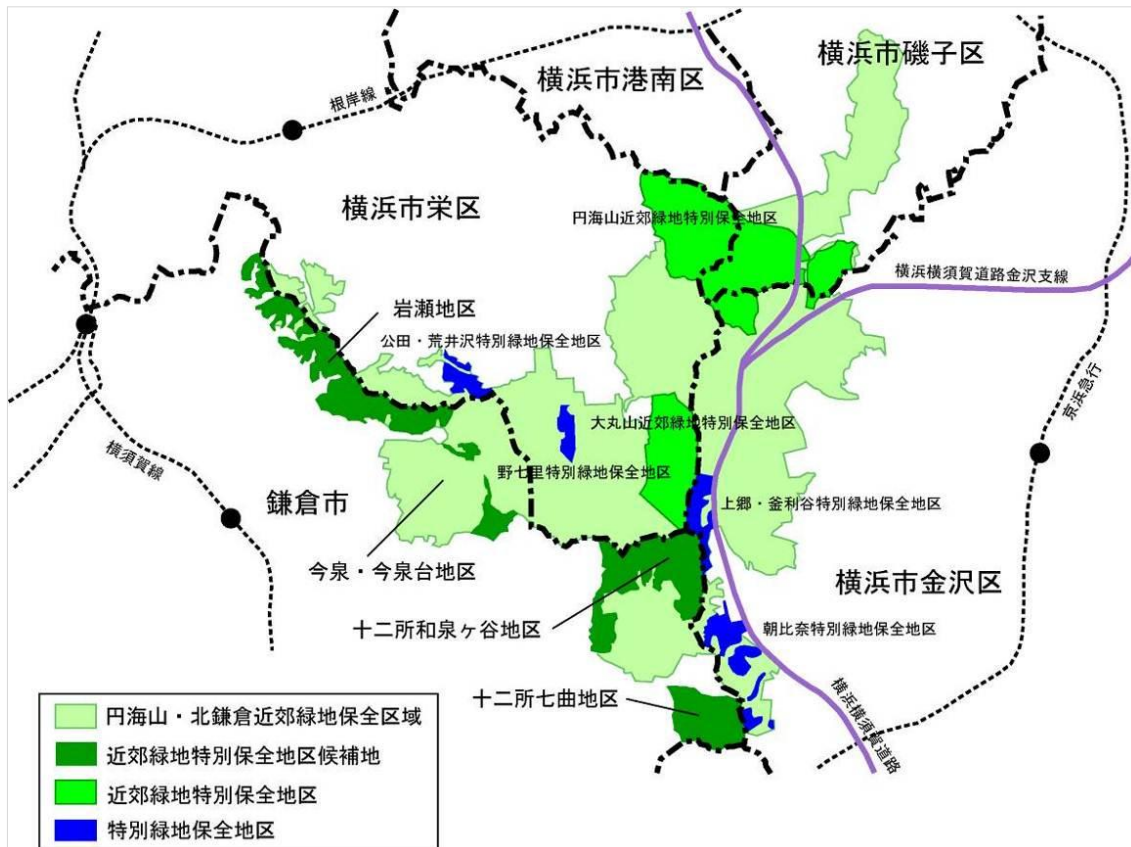 横浜市磯子区
横浜市港南区
根岸線
横浜市栄区
円海山近郊緑地特別保全地区
横浜横須賀道路金沢支線
岩瀬地区
公田・荒井沢特別緑地保全地区
京浜急行
大丸山近郊緑地特別保全地区
横須賀線
野七里特別緑地保全地区
鎌倉市
上郷・釜利谷特別緑地保全地区
今泉・今泉台地区
横浜市金沢区
十二所和泉ヶ谷地区
朝比奈特別緑地保全地区
十二所七曲地区
横浜横須賀道路
円海山・北鎌倉近郊緑地保全区域
近郊緑地特別保全地区候補地
近郊緑地特別保全地区
特別緑地保全地区